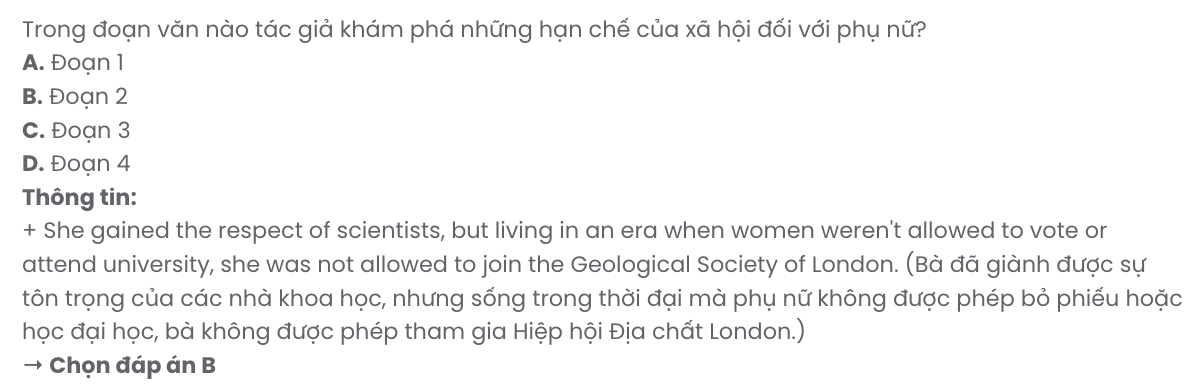 Trong đoạn văn nào tác giả khám phá những hạn chế của xã hội đối với phụ nữ?
A. Đoạn 1
B. Đoạn 2
C. Đoạn 3
D. Đoạn 4
Thông tin:
+ She gained the respect of scientists, but living in an era when women weren't allowed to vote or
attend university, she was not allowed to join the Geological Society of London. (Bà đã giành được sự
tôn trọng của các nhà khoa học, nhưng sống trong thời đại mà phụ nữ không được phép bỏ phiếu hoặc
học đại học, bà không được phép tham gia Hiệp hội Địa chất London.)
→ Chọn đáp án B